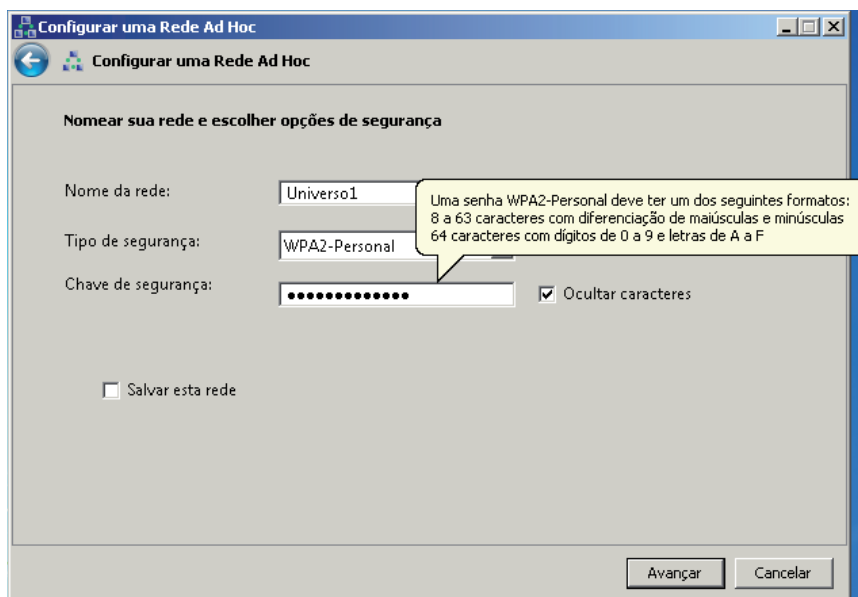 Configurar uma Rede Ad Hoc
Configurar uma Rede Ad Hoc
Nomear sua rede e escolher opções de segurança
Nome da rede:
Universo1
Uma senha WPA2-Personal deve ter um dos seguintes formatos:
8 a 63 caracteres com diferenciação de maiúsculas e minúsculas
64 caracteres com dígitos de 0 a 9 e letras de A a F
Tipo de segurança:
WPA2-Personal
Chave de segurança:
•••••••••••••
Ocultar caracteres
Salvar esta rede
Avançar
Cancelar